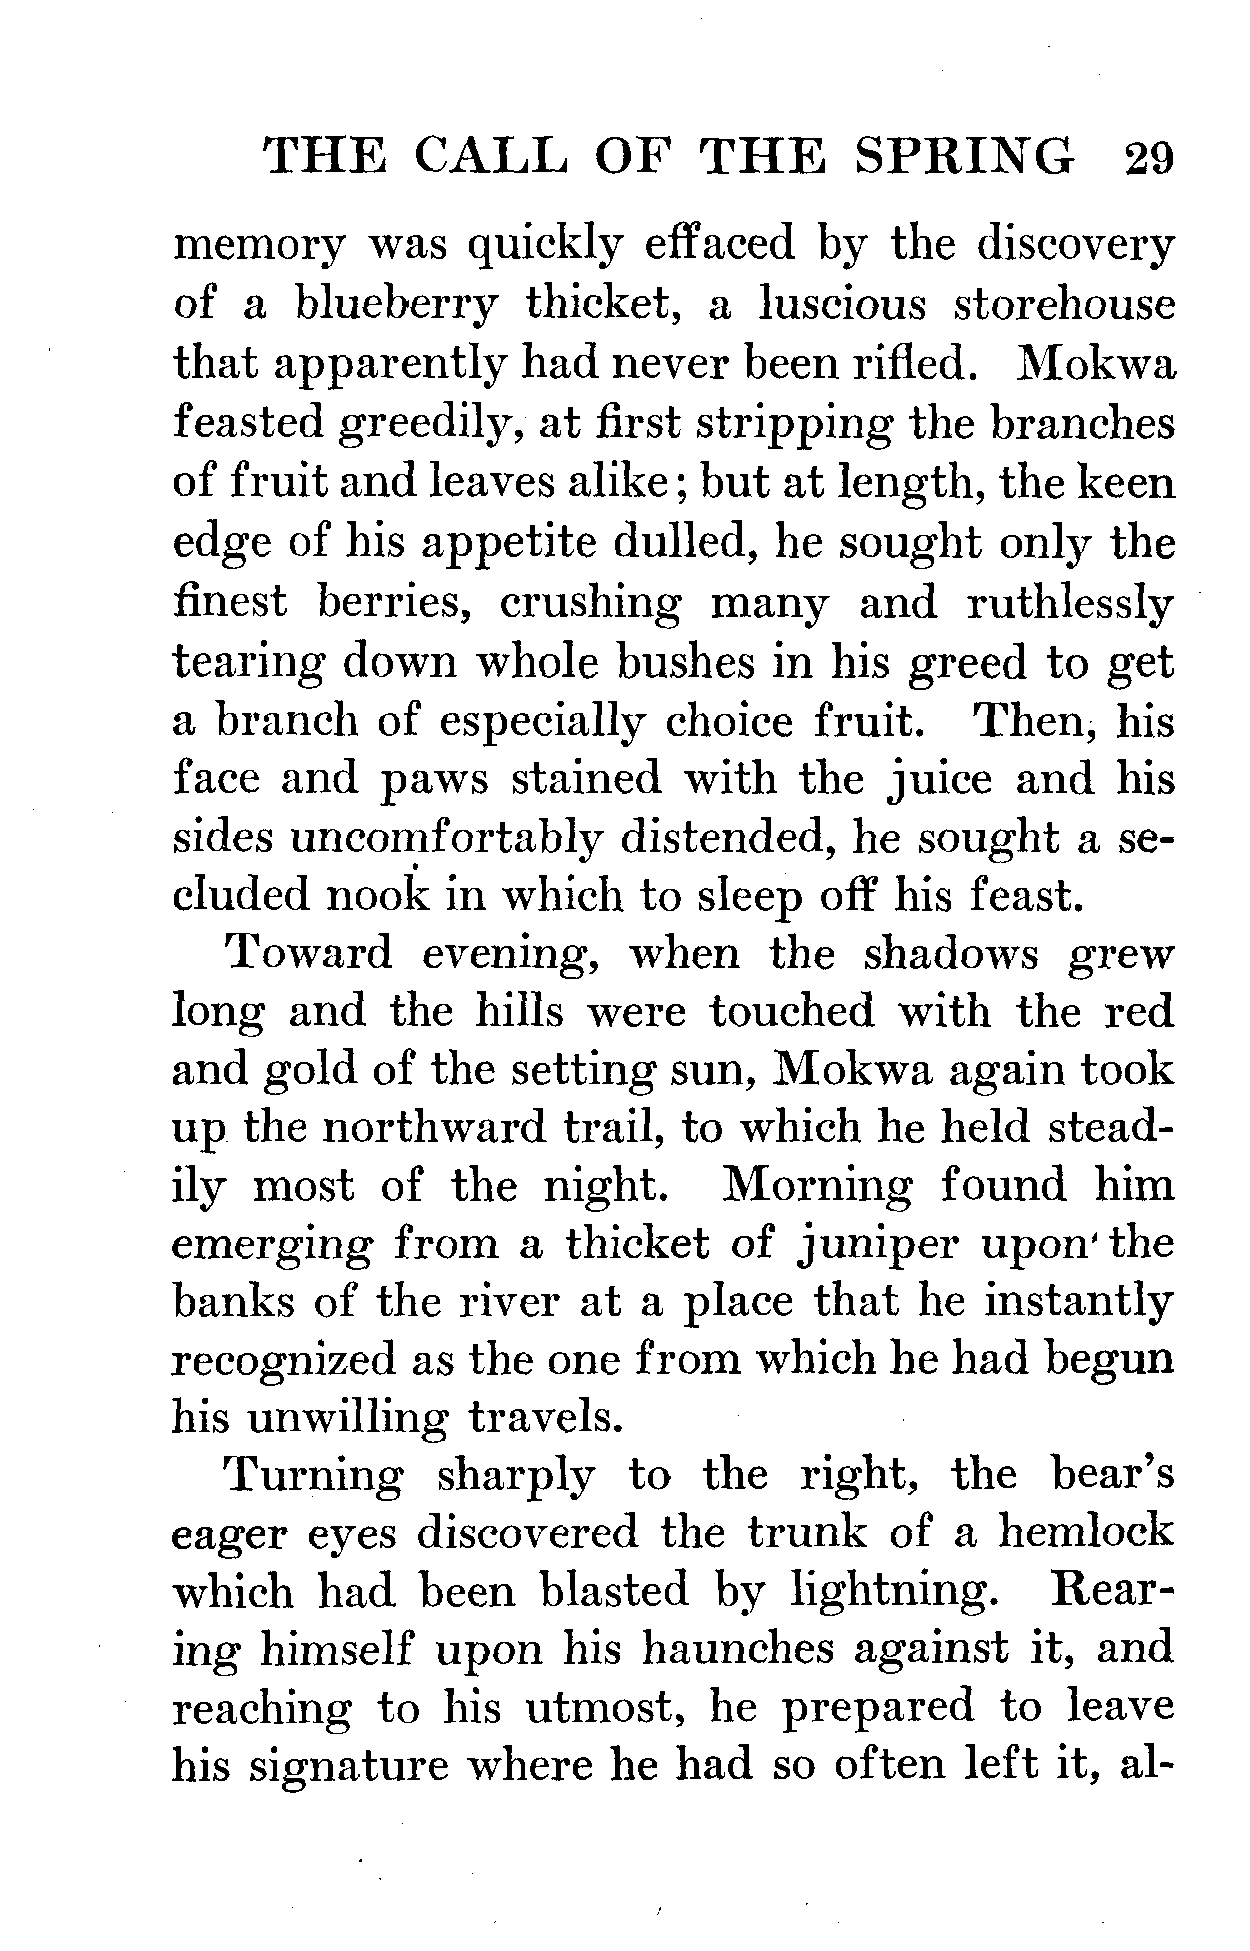 THE CALL OF THE SPRING 29
memory was quickly effaced by the discovery
of a blueberry thicket, a luscious storehouse
that apparently had never been rifled. Mokwa
feasted greedily, at first stripping the branches
of fruit and leaves alike; but at length, the keen
edge of his appetite dulled, he sought only the
finest berries, crushing many and ruthlessly
tearing down whole bushes in his greed to get
a branch of especially choice fruit. Then, his
face and paws stained with the juice and his
sides uncomfortably distended, he sought a se-
cluded nook in which to sleep off his feast.
Toward evening, when the shadows grew
long and the hills were touched with the red
and gold of the setting sun, Mokwa again took
up the northward trail, to which he held stead-
ily most of the night. Morning found him
emerging from a thicket of juniper upon the
banks of the river at a place that he instantly
recognized as the one from which he had begun
his unwilling travels.
Turning sharply to the right, the bear's
eager eyes discovered the trunk of a hemlock
which had been blasted by lightning. Rear-
ing himself upon his haunches against it, and
reaching to his utmost, he prepared to leave
his signature where he had so often left it, al-